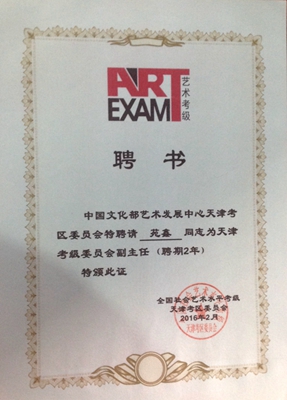 ART
EXAM
艺术考级
聘书
中国文化部艺术发展中心天津考
区委员会特聘请 苑鑫 同志为天津
考级委员会副主任（聘期2年）
特颁此证
全国社会艺术水平考级
天津考区委员会
2016年2月